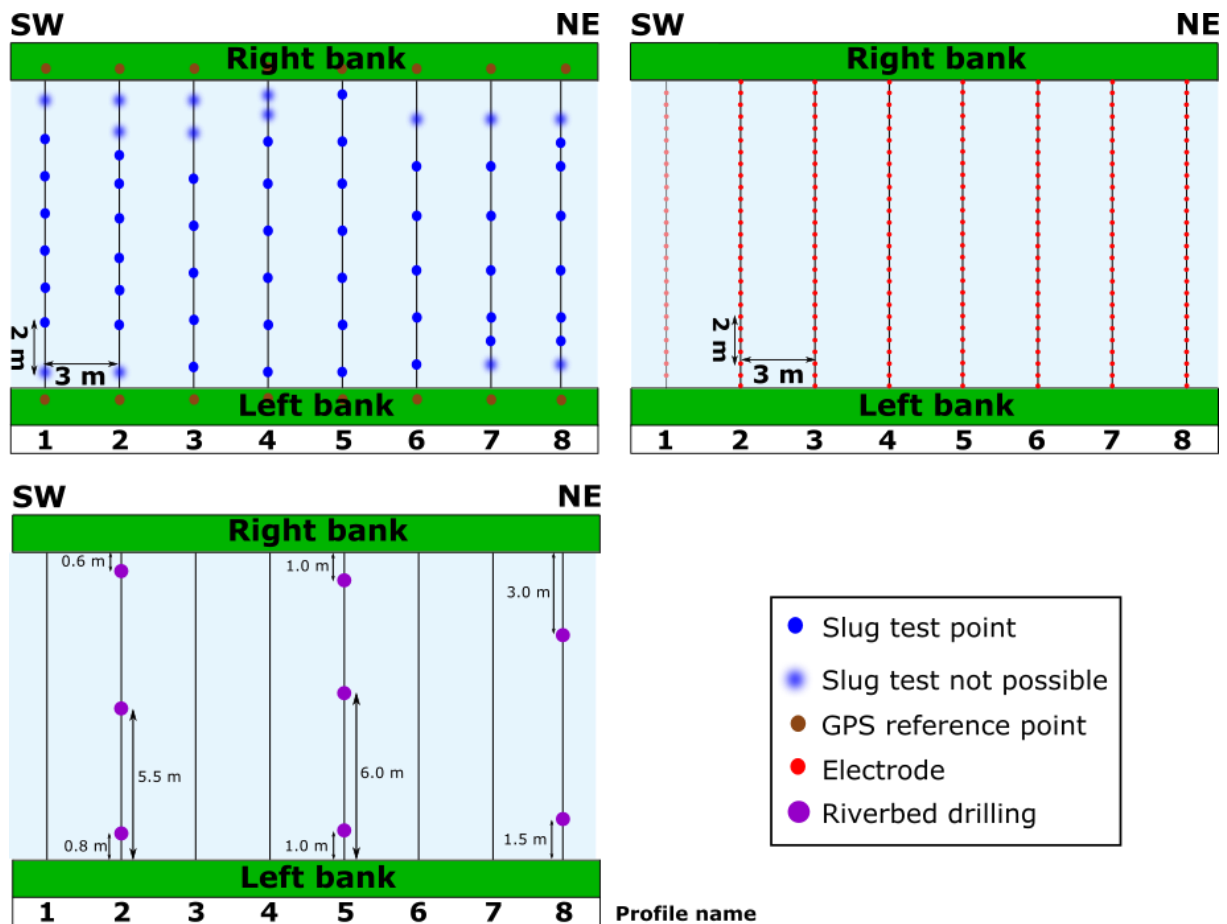 SW NE
Right bank
2 m
3 m
Left bank
1 2 3 4 5 6 7 8
SW NE
Right bank
2 m
3 m
Left bank
1 2 3 4 5 6 7 8
SW NE
Right bank
0.6 m
1.0 m
3.0 m
5.5 m
6.0 m
0.8 m
1.0 m
1.5 m
Left bank
1 2 3 4 5 6 7 8 Profile name
Slug test point
Slug test not possible
GPS reference point
Electrode
Riverbed drilling